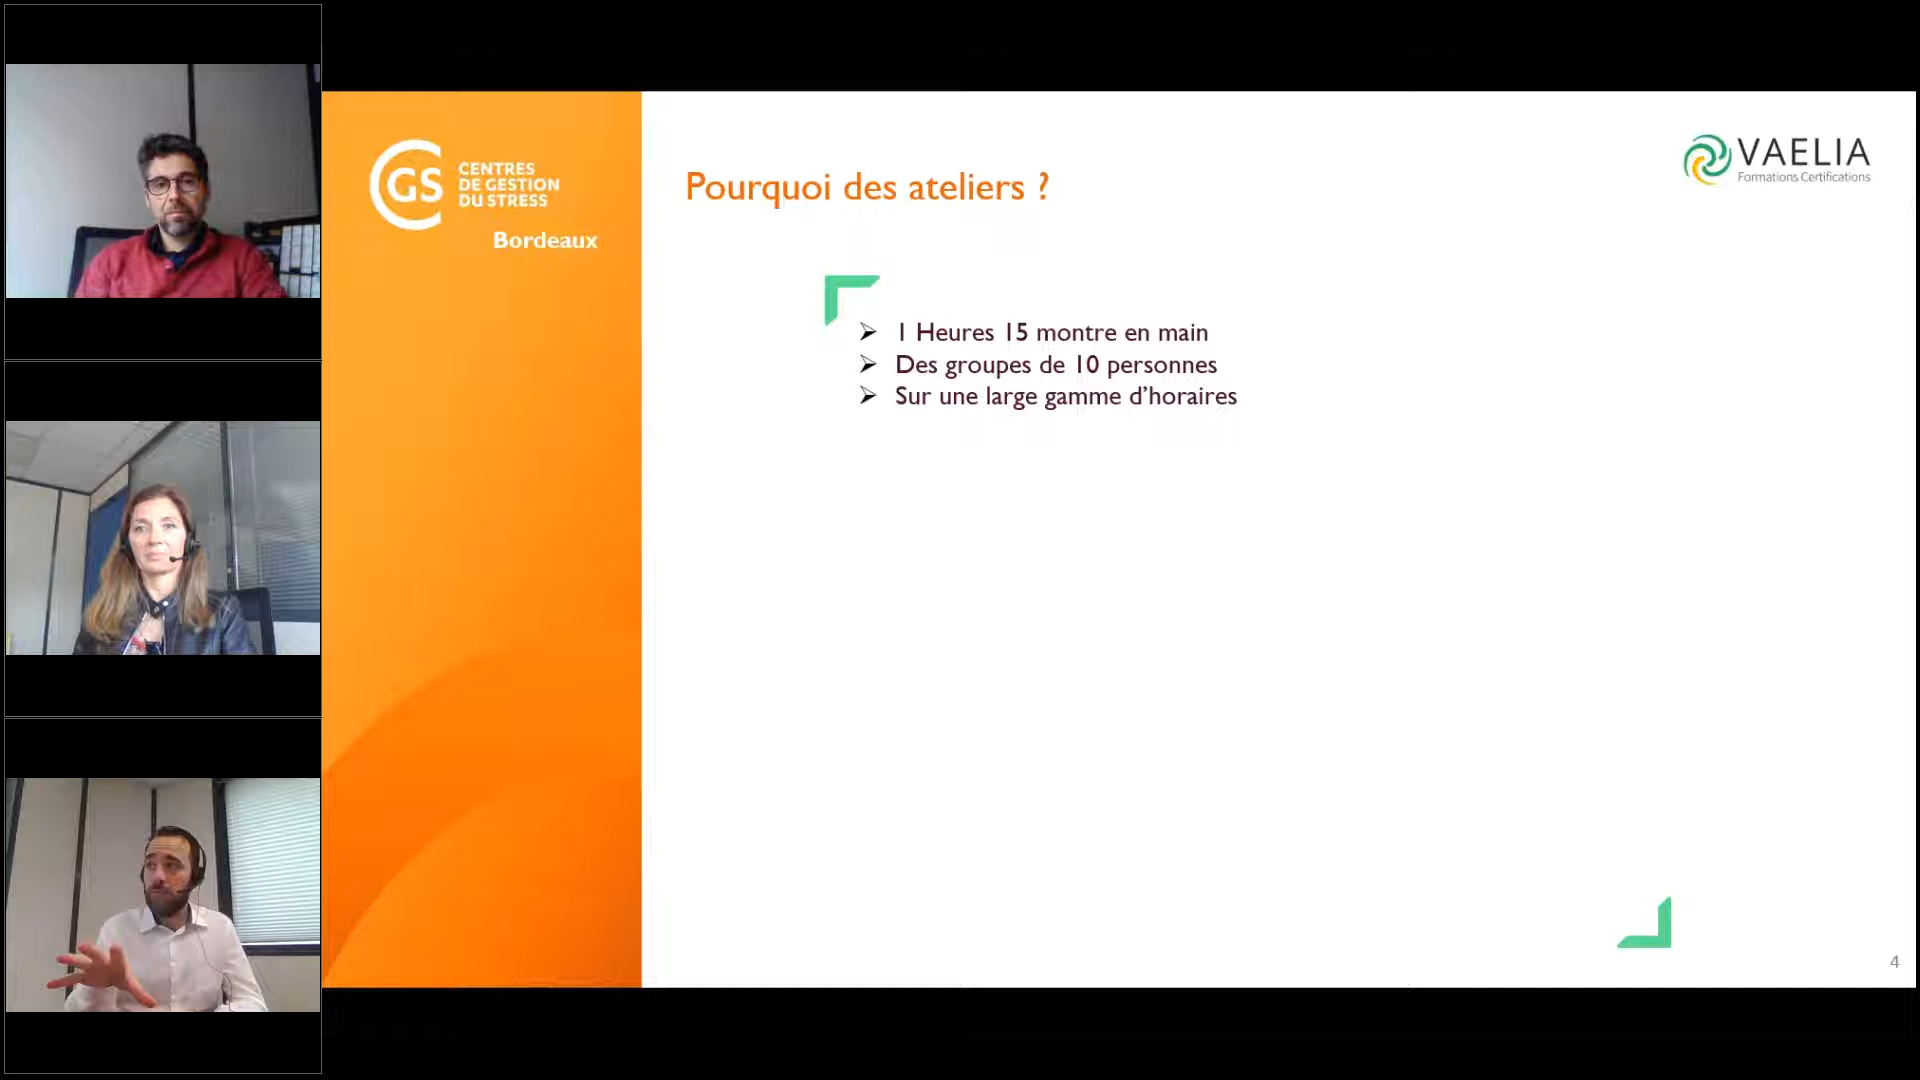 GS
CENTRES
DE GESTION
DU STRESS
Bordeaux
Pourquoi des ateliers ?
VAELIA
Formations Certifications
➢ 1 Heures 15 montre en main
➢ Des groupes de 10 personnes
➢ Sur une large gamme d’horaires
4